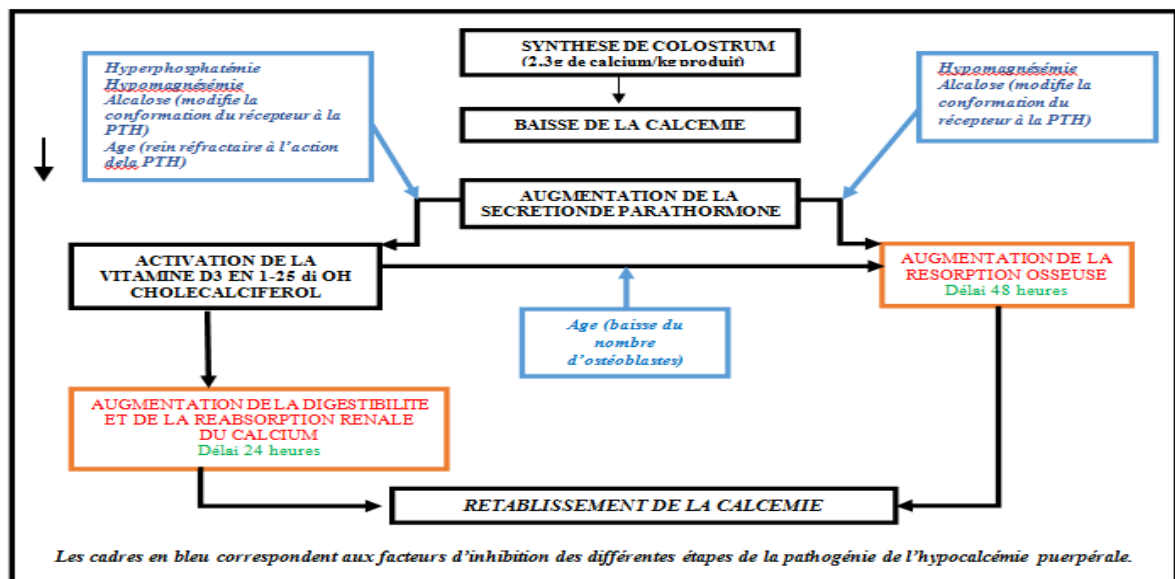 SYNTHESE DE COLOSTRUM
(2.3g de calcium/kg produit)
Hyperphosphatémie
Hypomagnésémie
Alcalose (modifie la
conformation du récepteur à la
PTH)
Age (rein réfractaire à l'action
dela PTH)
Hypomagnésémie
Alcalose (modifie la
conformation du
récepteur à la PTH)
BAISSE DE LA CALCEMIE
AUGMENTATION DE LA
SECRETIONDE PARATHORMONE
ACTIVATION DE LA
VITAMINE D3 EN 1-25 di OH
CHOLECALCIFEROL
AUGMENTATION DE LA
RESORPTION OSSEUSE
Délai 48 heures
Age (baisse du
nombre
d'ostéoblastes)
AUGMENTATION DE LA DIGESTIBILITE
ET DE LA REABSORPTION RENALE
DU CALCIUM
Délai 24 heures
RETABLISSEMENT DE LA CALCEMIE
Les cadres en bleu correspondent aux facteurs d'inhibition des différentes étapes de la pathogénie de l'hypocalcémie puerpérale.